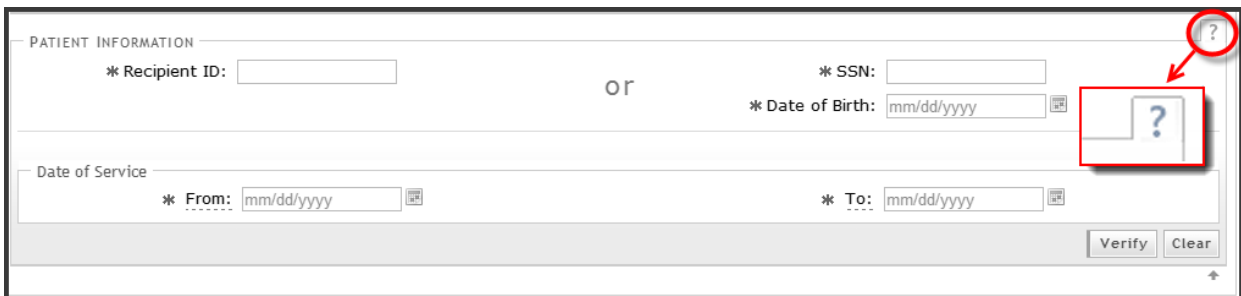 ?
PATIENT INFORMATION
* Recipient ID:
or
* SSN:
* Date of Birth: mm/dd/yyyy
?
Date of Service
* From: mm/dd/yyyy
* To: mm/dd/yyyy
Verify Clear